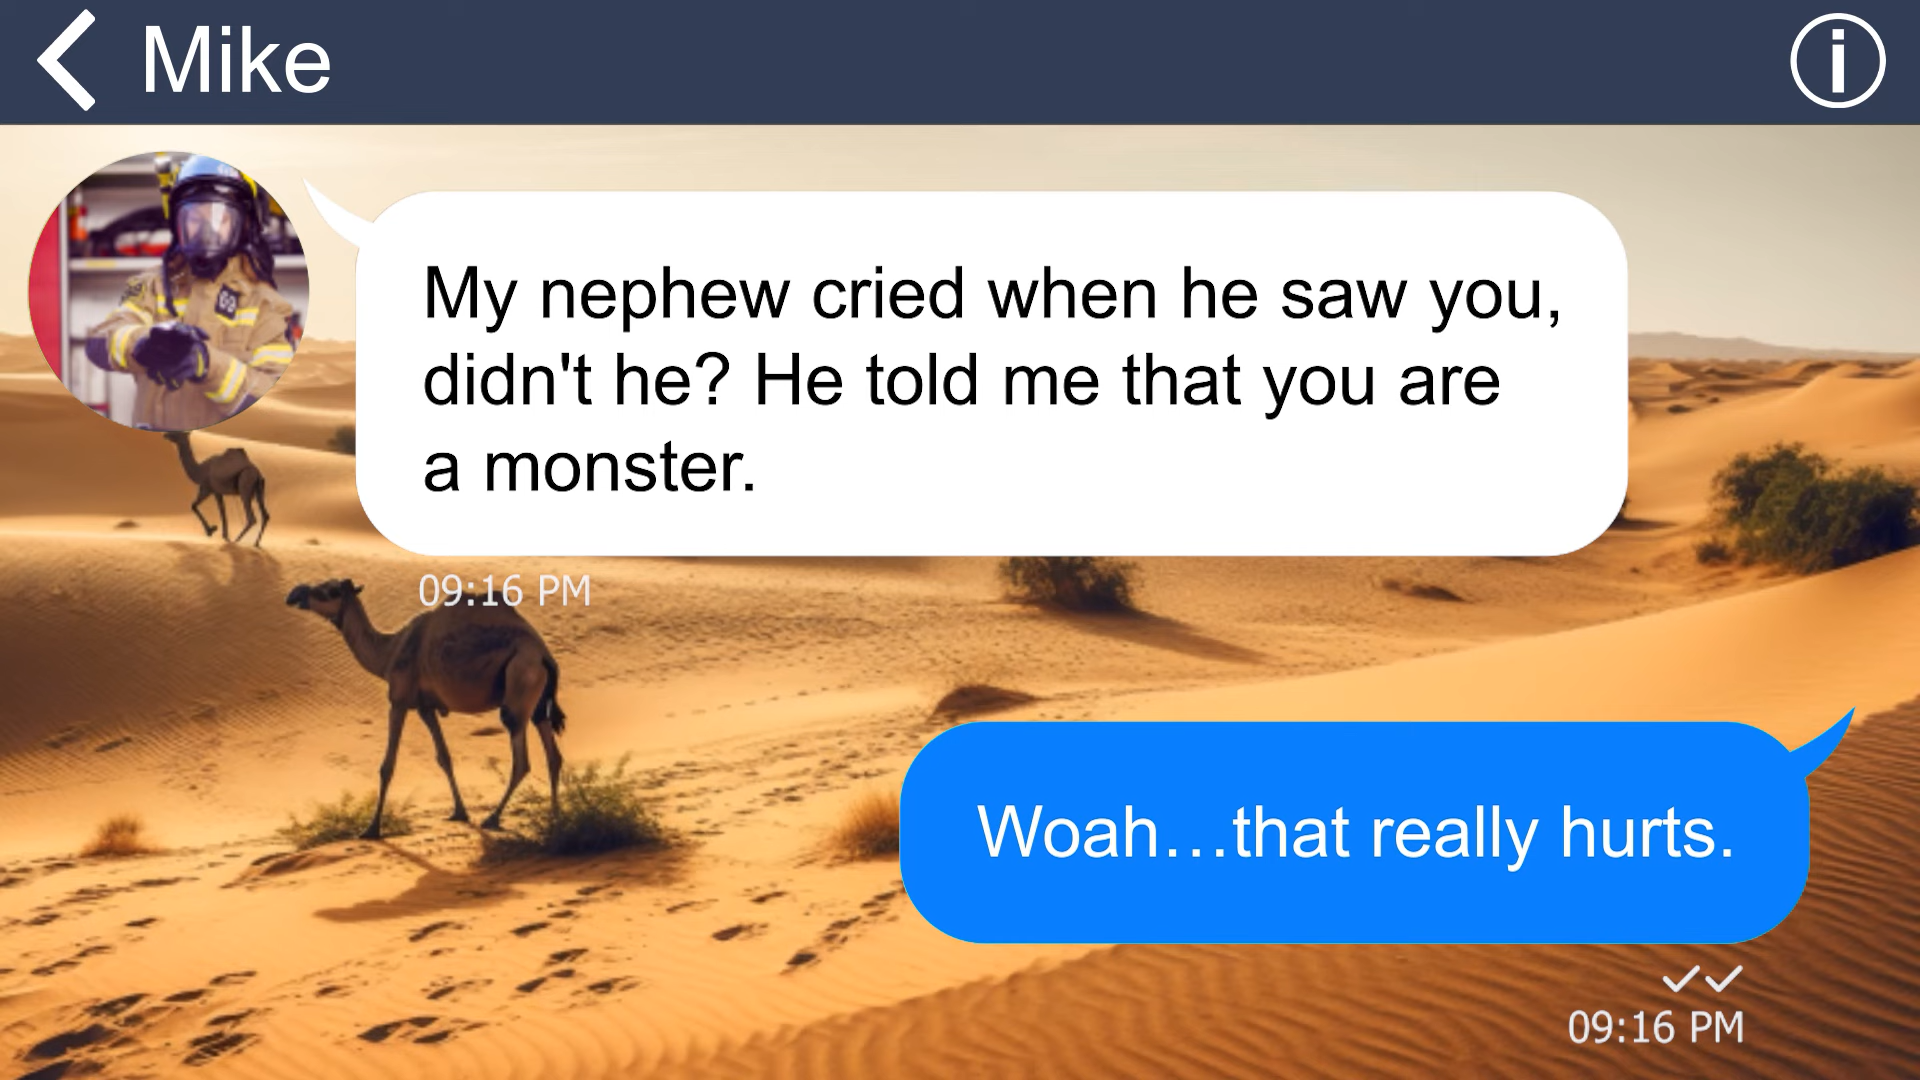 Mike
My nephew cried when he saw you,
didn't he? He told me that you are
a monster.
09:16 PM
Woah…that really hurts.
09:16 PM